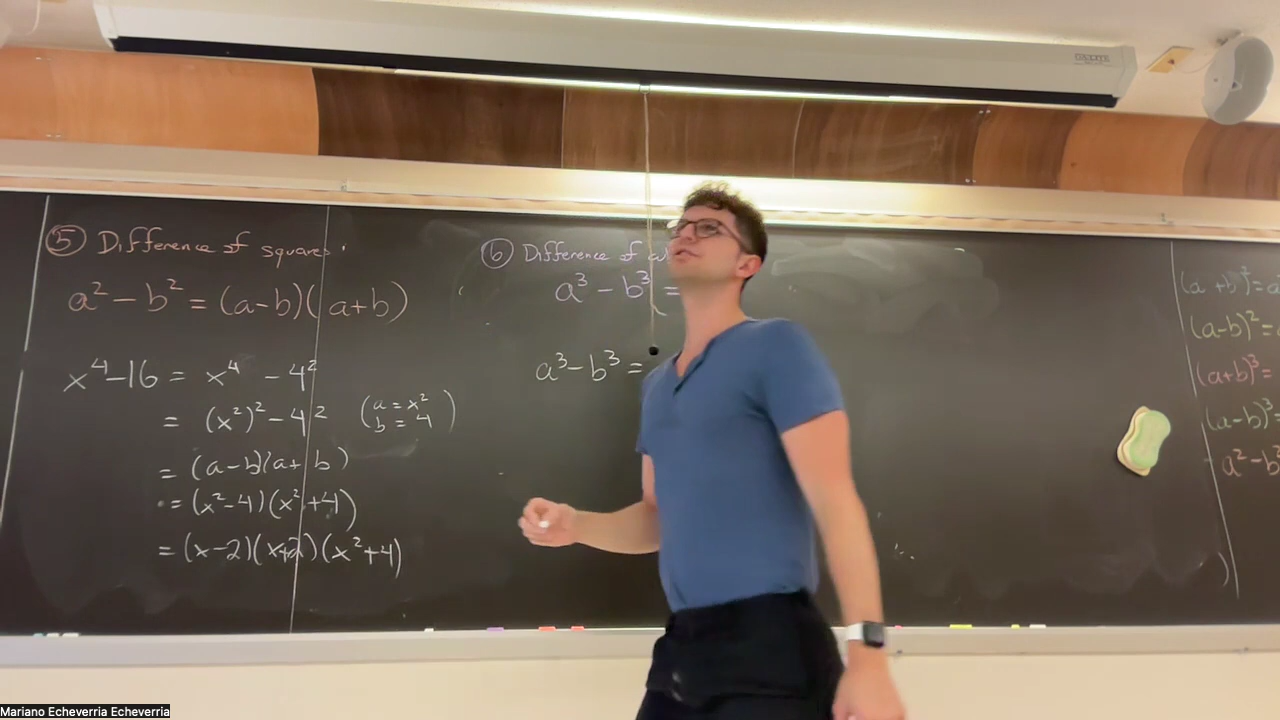 ⑤ Difference of squares
a² - b² = (a-b)(a+b)
x⁴-16 = x⁴ - 4²
= (x²)² - 4² (a = x² b = 4)
= (a-b)(a+b)
= (x²-4)(x²+4)
= (x-2)(x+2)(x²+4)
⑥ Difference of
a³ - b³ =
a³-b³ =
(a+b)² =
(a-b)² =
(a+b)³ =
(a-b)³ =
a²-b²
Mariano Echeverria Echeverria